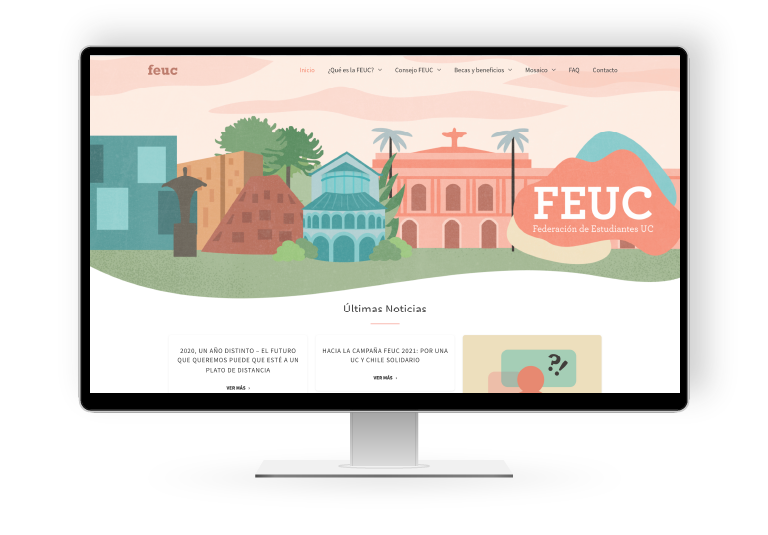 feuc
Inicio ¿Qué es la FEUC? Consejo FEUC Becas y beneficios Mosaico FAQ Contacto
FEUC
Federación de Estudiantes UC
Últimas Noticias
2020, UN AÑO DISTINTO – EL FUTURO
QUE QUEREMOS PUEDE QUE ESTÉ A UN
PLATO DE DISTANCIA
VER MÁS
HACIA LA CAMPAÑA FEUC 2021: POR UNA
UC Y CHILE SOLIDARIO
VER MÁS
?!